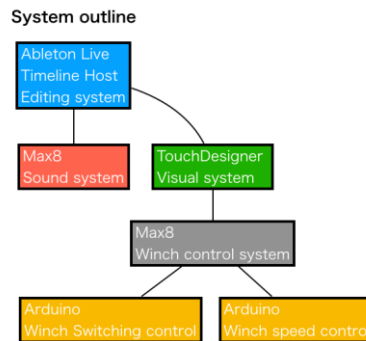 System outline
Ableton Live
Timeline Host
Editing system
Max8
Sound system
TouchDesigner
Visual system
Max8
Winch control system
Arduino
Winch Switching control
Arduino
Winch speed control